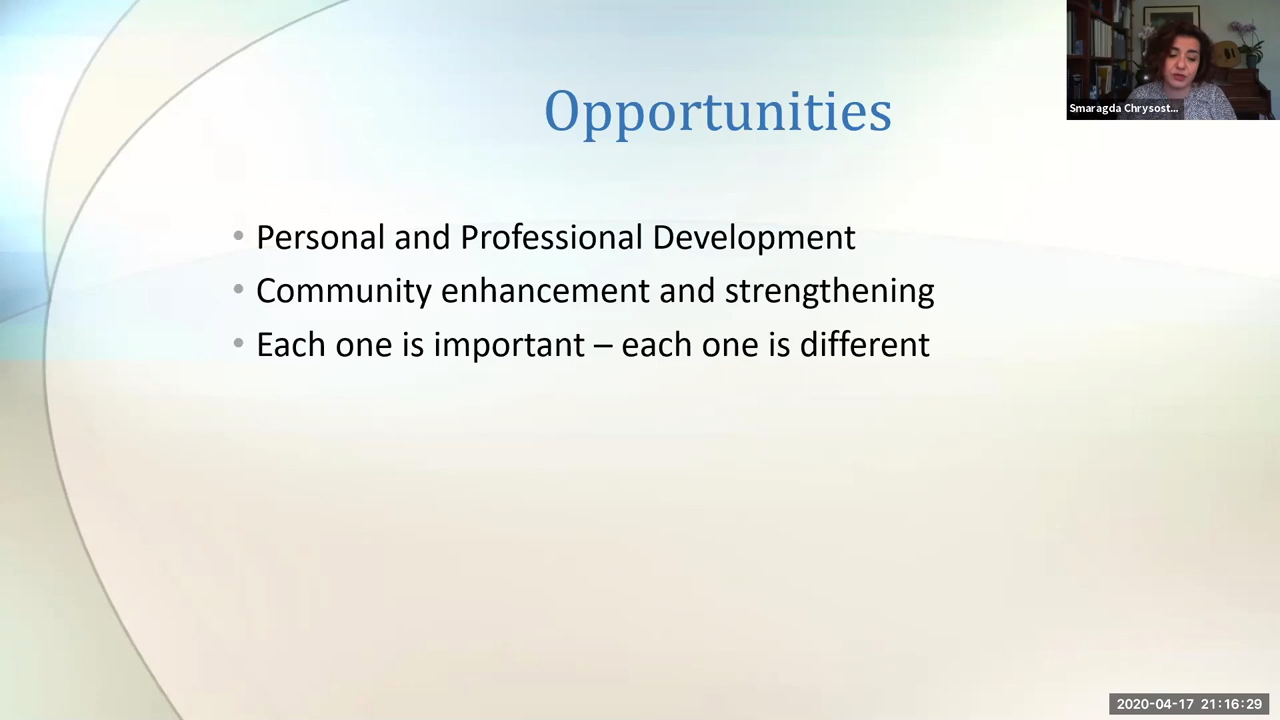 Opportunities
Smaragda Chrysost...
• Personal and Professional Development
• Community enhancement and strengthening
• Each one is important – each one is different
2020-04-17 21:16:29